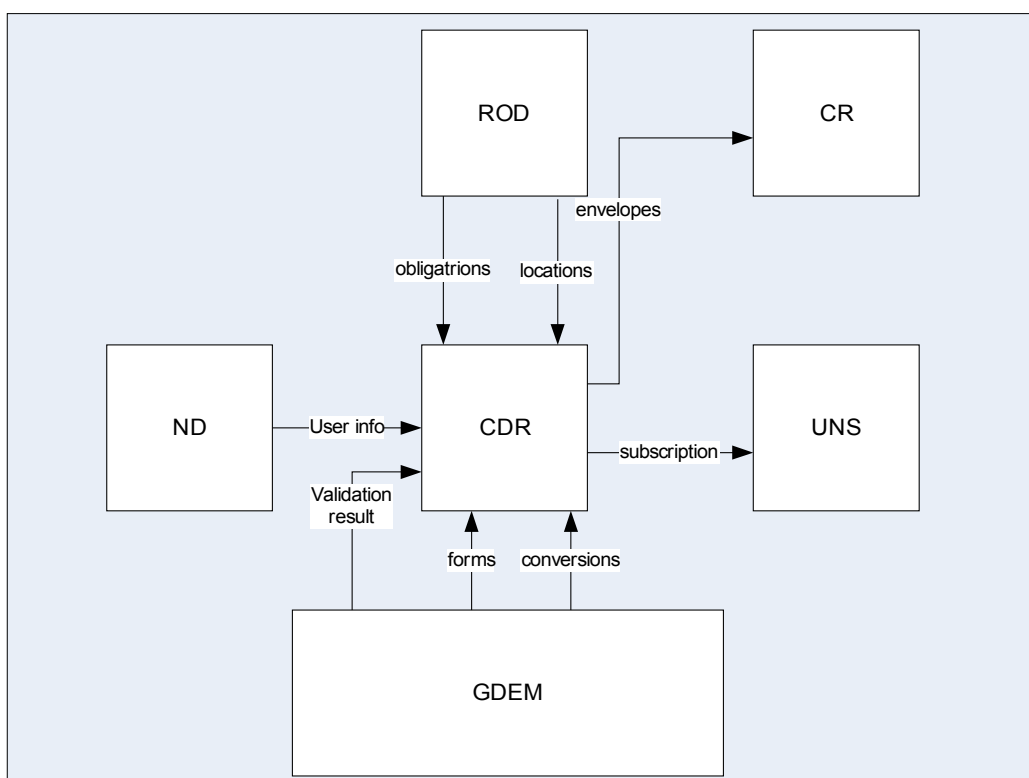 ROD
CR
envelopes
obligatrions
locations
ND
User info
CDR
subscription
UNS
Validation
result
forms
conversions
GDEM